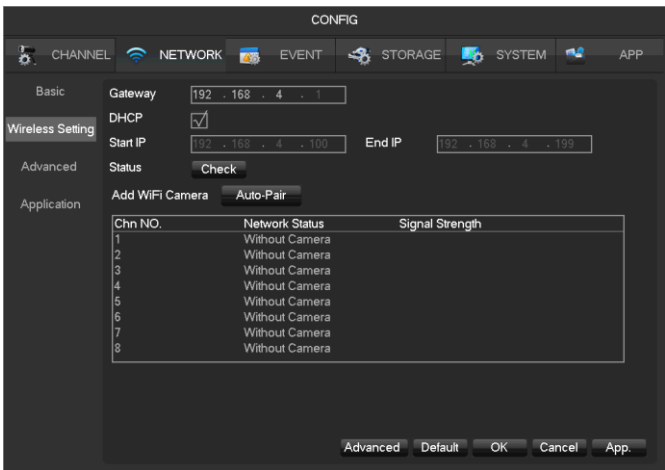 CONFIG
CHANNEL NETWORK EVENT STORAGE SYSTEM APP
Basic
Wireless Setting
Advanced
Application
Gateway 192 . 168 . 4 . 1
DHCP
Start IP 192 . 168 . 4 . 100 End IP 192 . 168 . 4 . 199
Status Check
Add WiFi Camera Auto-Pair
Chn NO. Network Status Signal Strength
1 Without Camera
2 Without Camera
3 Without Camera
4 Without Camera
5 Without Camera
6 Without Camera
7 Without Camera
8 Without Camera
Advanced Default OK Cancel App.